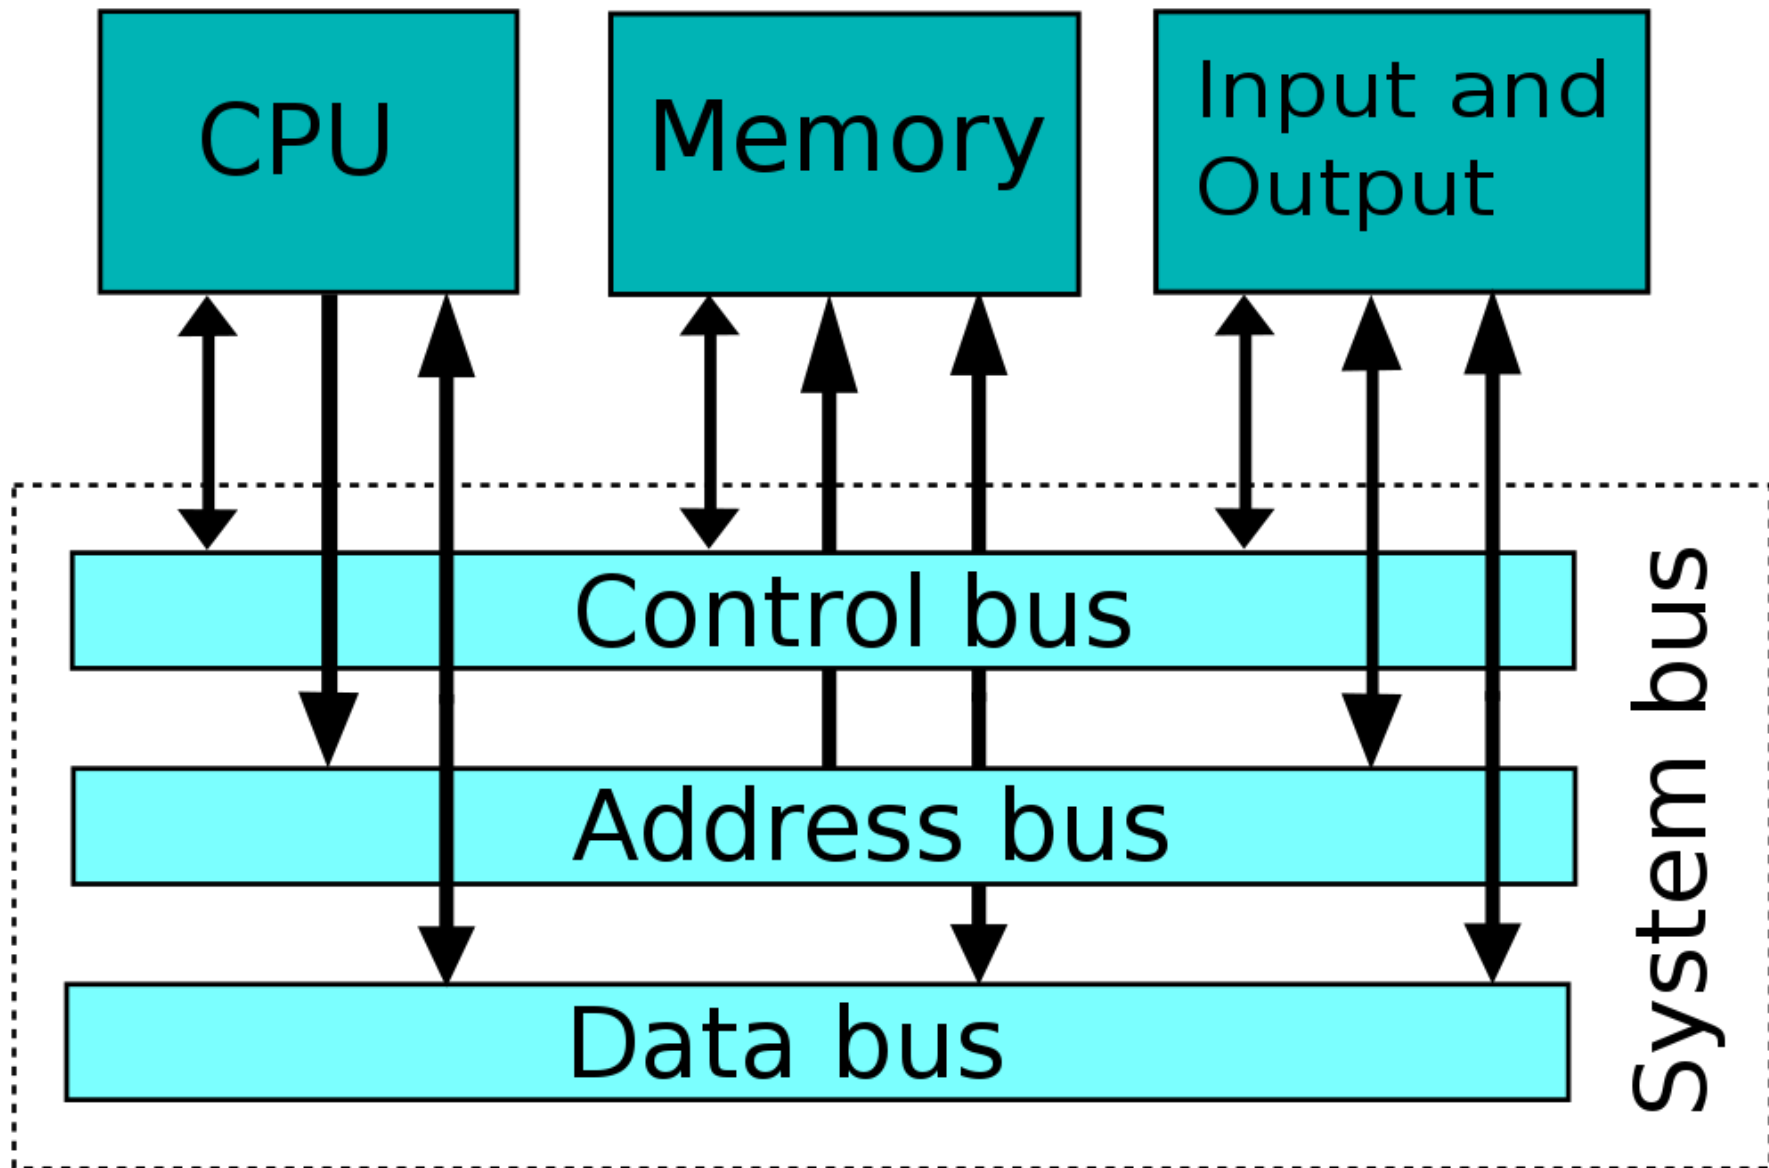 CPU
Memory
Input and
Output
Control bus
Address bus
Data bus
System bus